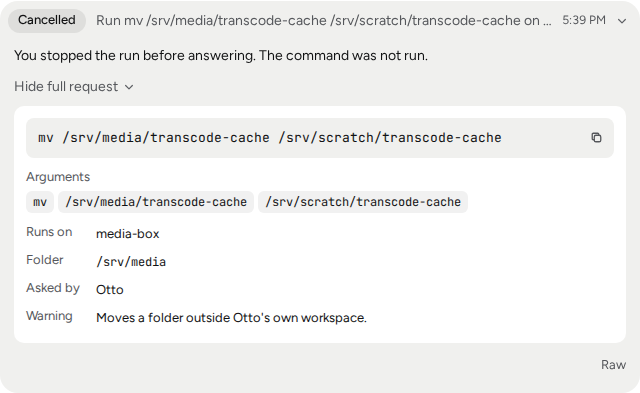 Cancelled Run mv /srv/media/transcode-cache /srv/scratch/transcode-cache on ... 5:39 PM
You stopped the run before answering. The command was not run.
Hide full request
mv /srv/media/transcode-cache /srv/scratch/transcode-cache
Arguments
mv /srv/media/transcode-cache /srv/scratch/transcode-cache
Runs on media-box
Folder /srv/media
Asked by Otto
Warning Moves a folder outside Otto's own workspace.
Raw